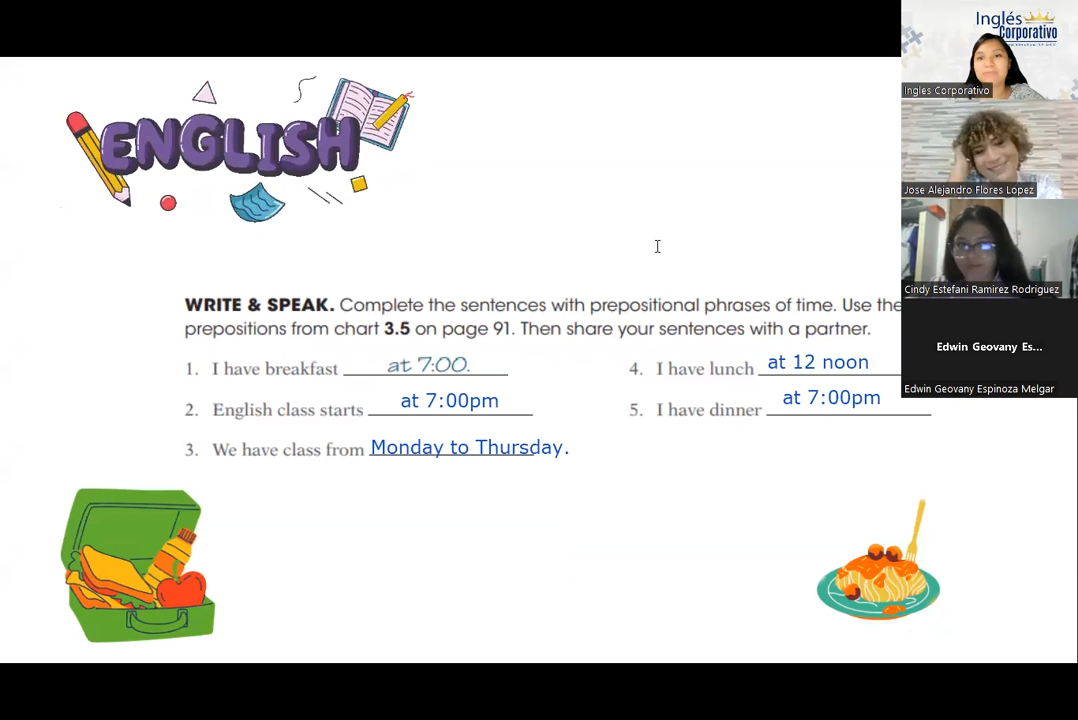 ENGLISH
Inglés
Corporativo
Ingles Corporativo
Jose Alejandro Flores Lopez
Cindy Estefani Ramirez Rodriguez
Edwin Geovany Es...
Edwin Geovany Espinoza Melgar
WRITE & SPEAK. Complete the sentences with prepositional phrases of time. Use the
prepositions from chart 3.5 on page 91. Then share your sentences with a partner.
1. I have breakfast at 7:00.
2. English class starts at 7:00pm
3. We have class from Monday to Thursday.
4. I have lunch at 12 noon
5. I have dinner at 7:00pm